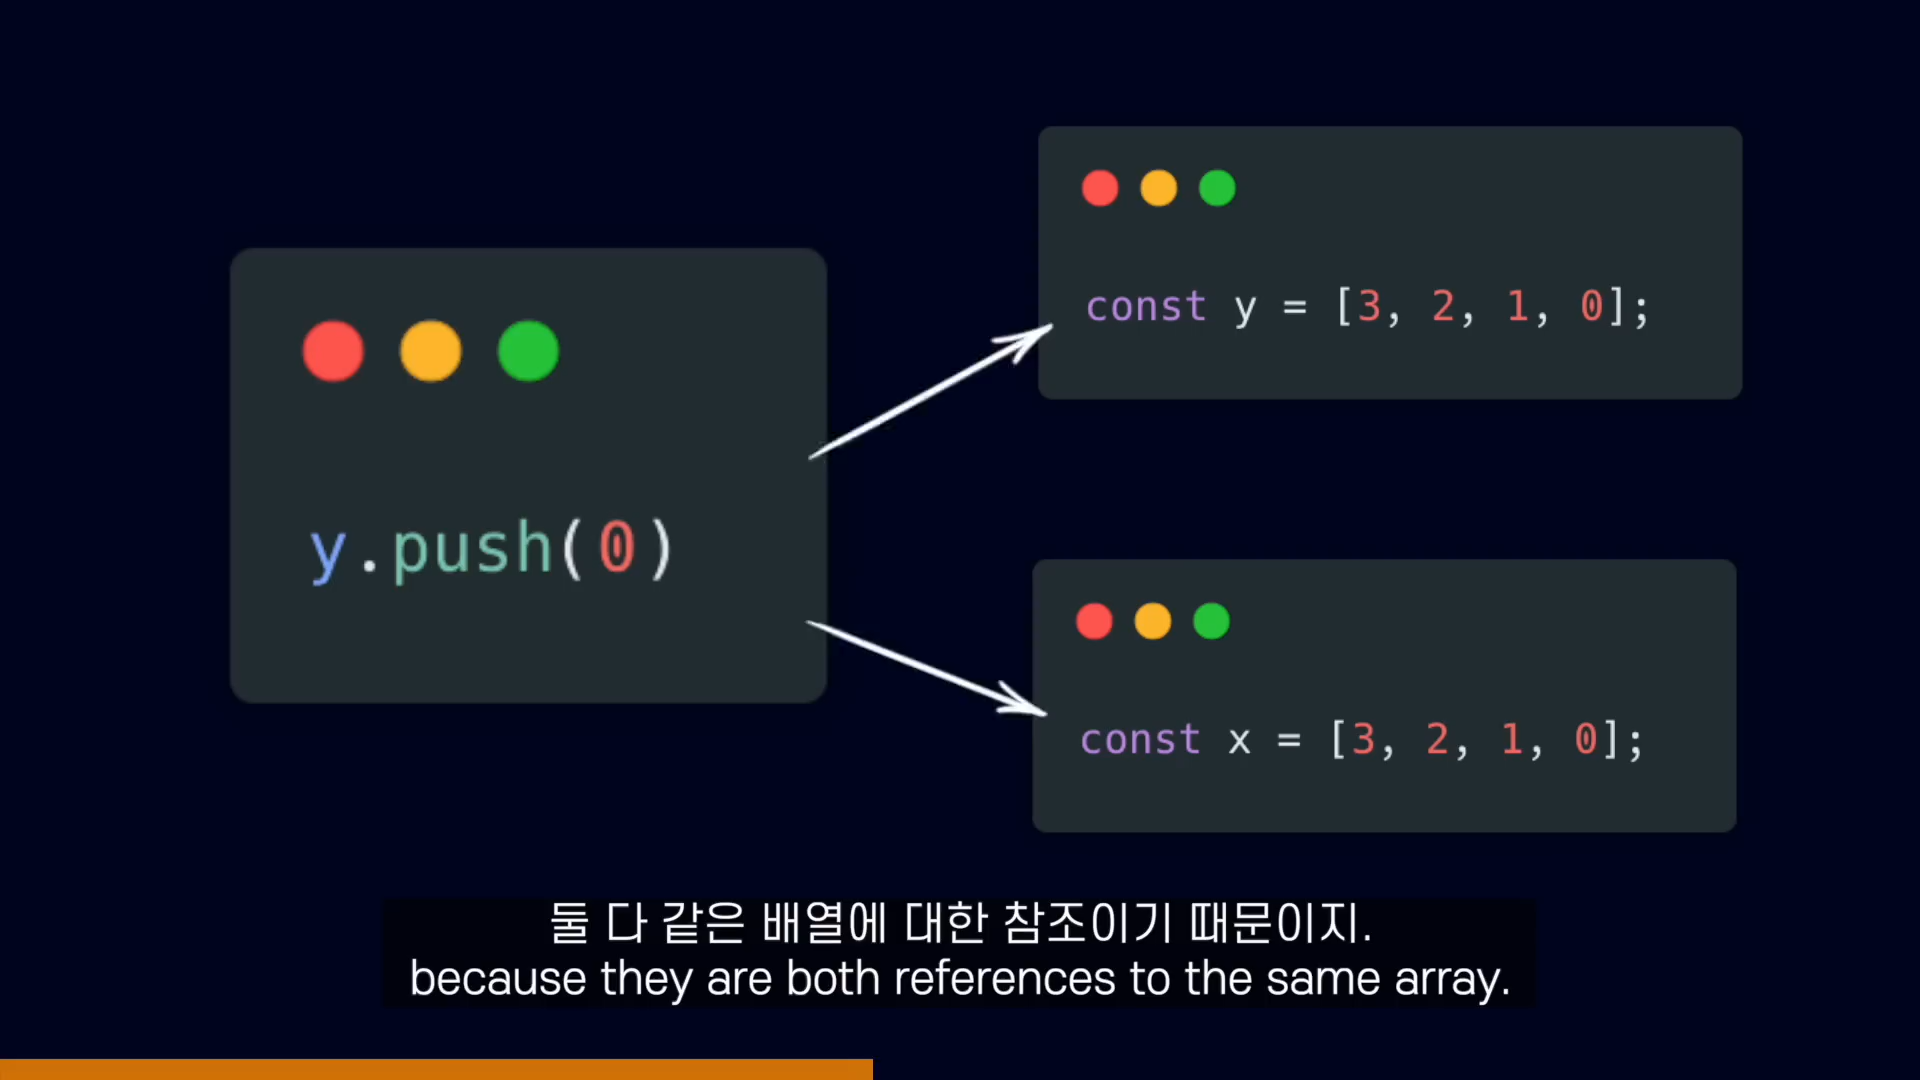 y.push(0)
const y = [3, 2, 1, 0];
const x = [3, 2, 1, 0];
둘 다 같은 배열에 대한 참조이기 때문이지.
because they are both references to the same array.